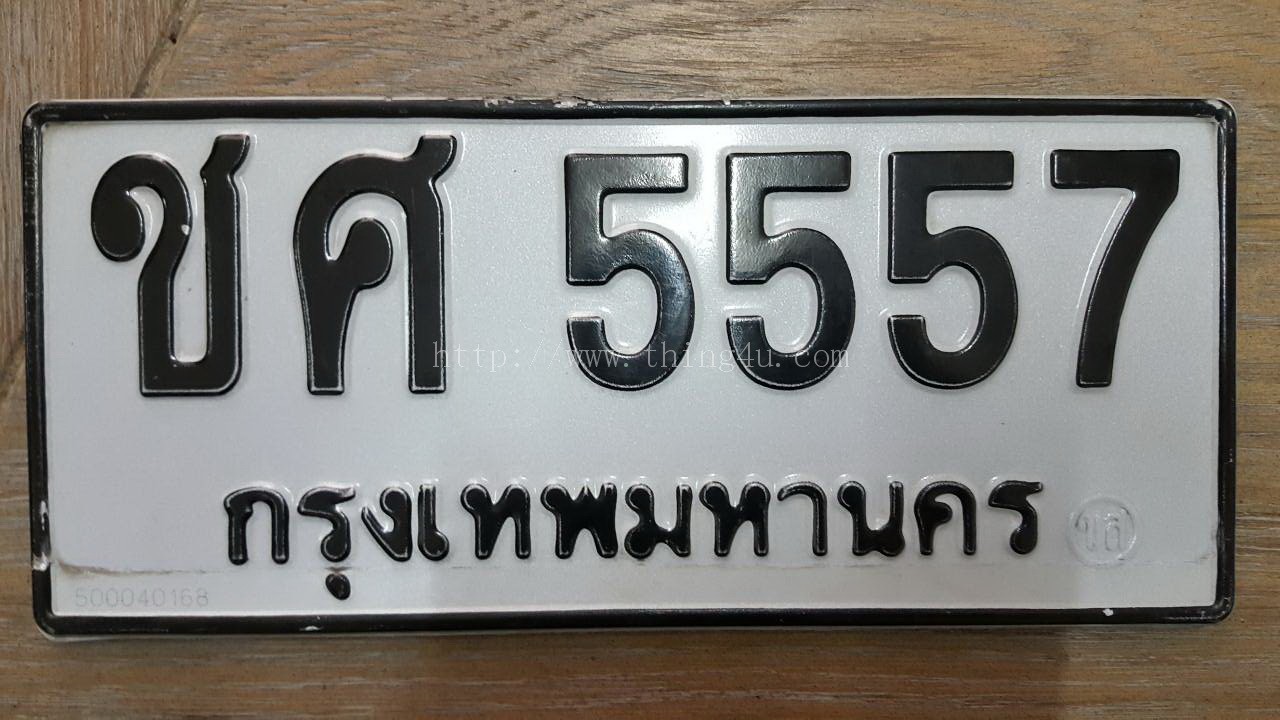 ชศ 5557
http://www.thing4u.com
กรุงเทพมหานคร
ขส
500040168